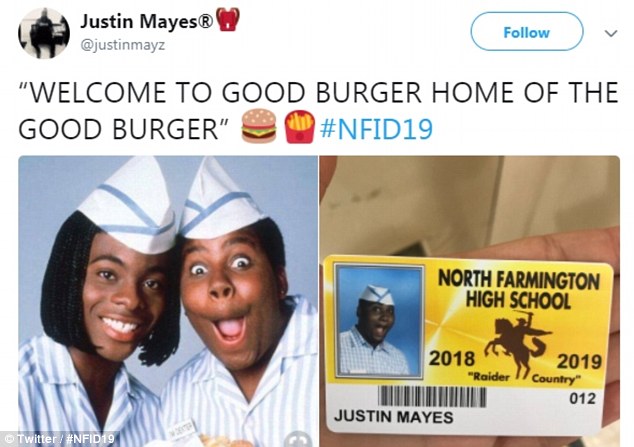 Justin Mayes®
@justinmayz
Follow
“WELCOME TO GOOD BURGER HOME OF THE
GOOD BURGER” 🍔🍟 #NFID19
NORTH FARMINGTON
HIGH SCHOOL
2018 2019
"Raider Country"
012
JUSTIN MAYES
© Twitter / #NFID19